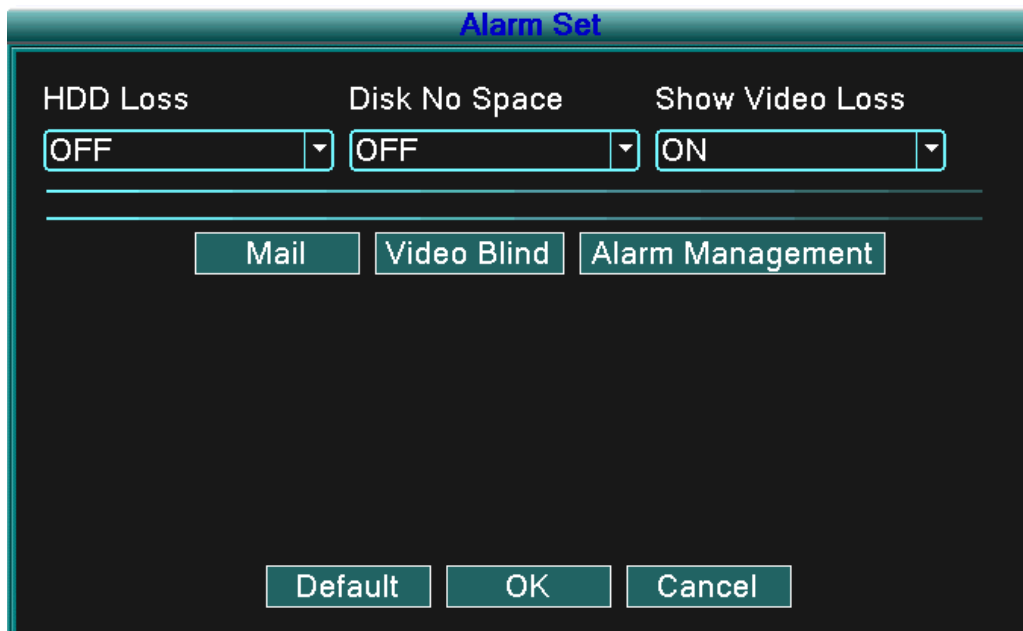 Alarm Set
HDD Loss Disk No Space Show Video Loss
OFF OFF ON
Mail Video Blind Alarm Management
Default OK Cancel